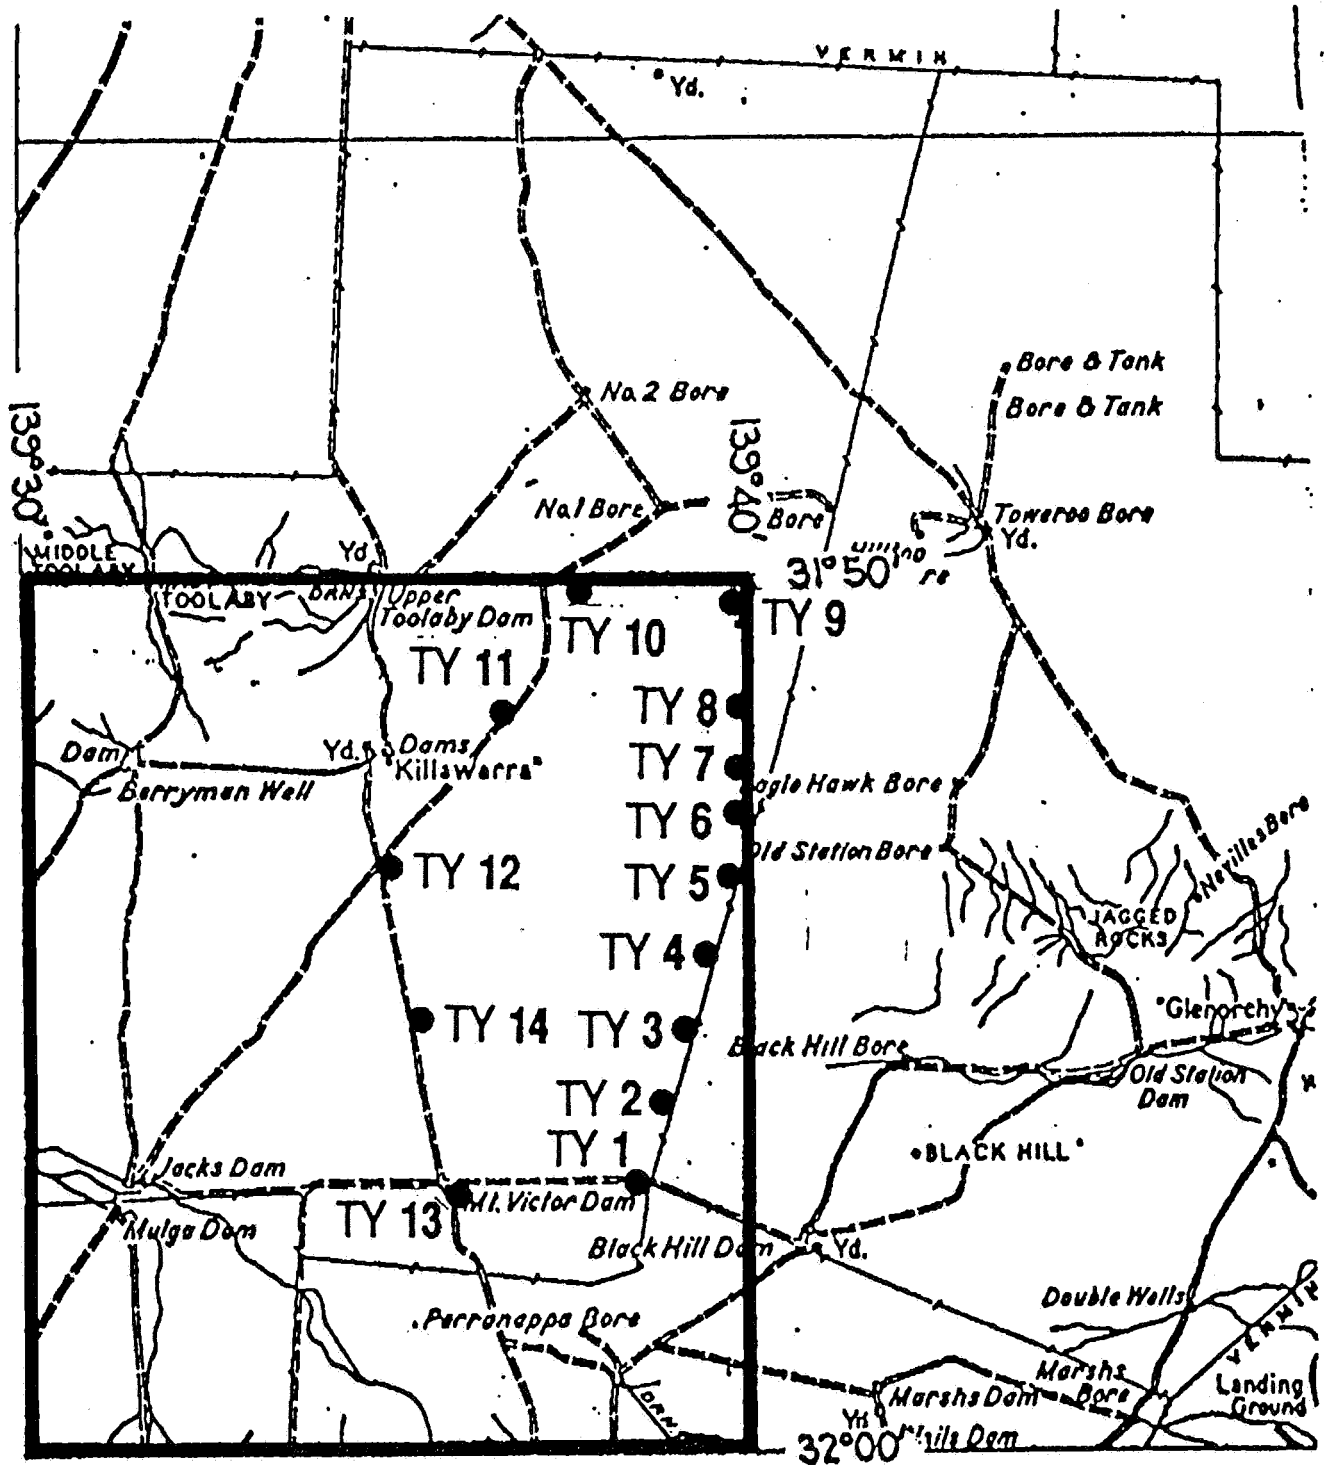 VERMIN
Yd.
Bore & Tank
No. 2 Bore
Bore & Tank
139° 30'
139° 40'
No.1 Bore
Bore
Toweroo Bore
Yd.
MIDDLE
TOOLABY
Yd
31° 50'
re
TOOLABY
DRNS
Upper
Toolaby Dam
TY 10
TY 9
TY 11
TY 8
Dam
Yd.
Dams
Killawarra
TY 7
Berryman Well
agle Hawk Bore
TY 6
Nevilles Bore
Old Station Bore
TY 12
TY 5
JAGGED
ROCKS
TY 4
Glenorchy
TY 14
TY 3
Black Hill Bore
Old Station
Dam
TY 2
TY 1
BLACK HILL
Jacks Dam
Mt. Victor Dam
TY 13
Mulga Dam
Black Hill Dam
Yd.
Double Wells
VERMIN
Parranappa Bore
Marshs
Bore
Landing
Ground
Marshs Dam
32° 00'